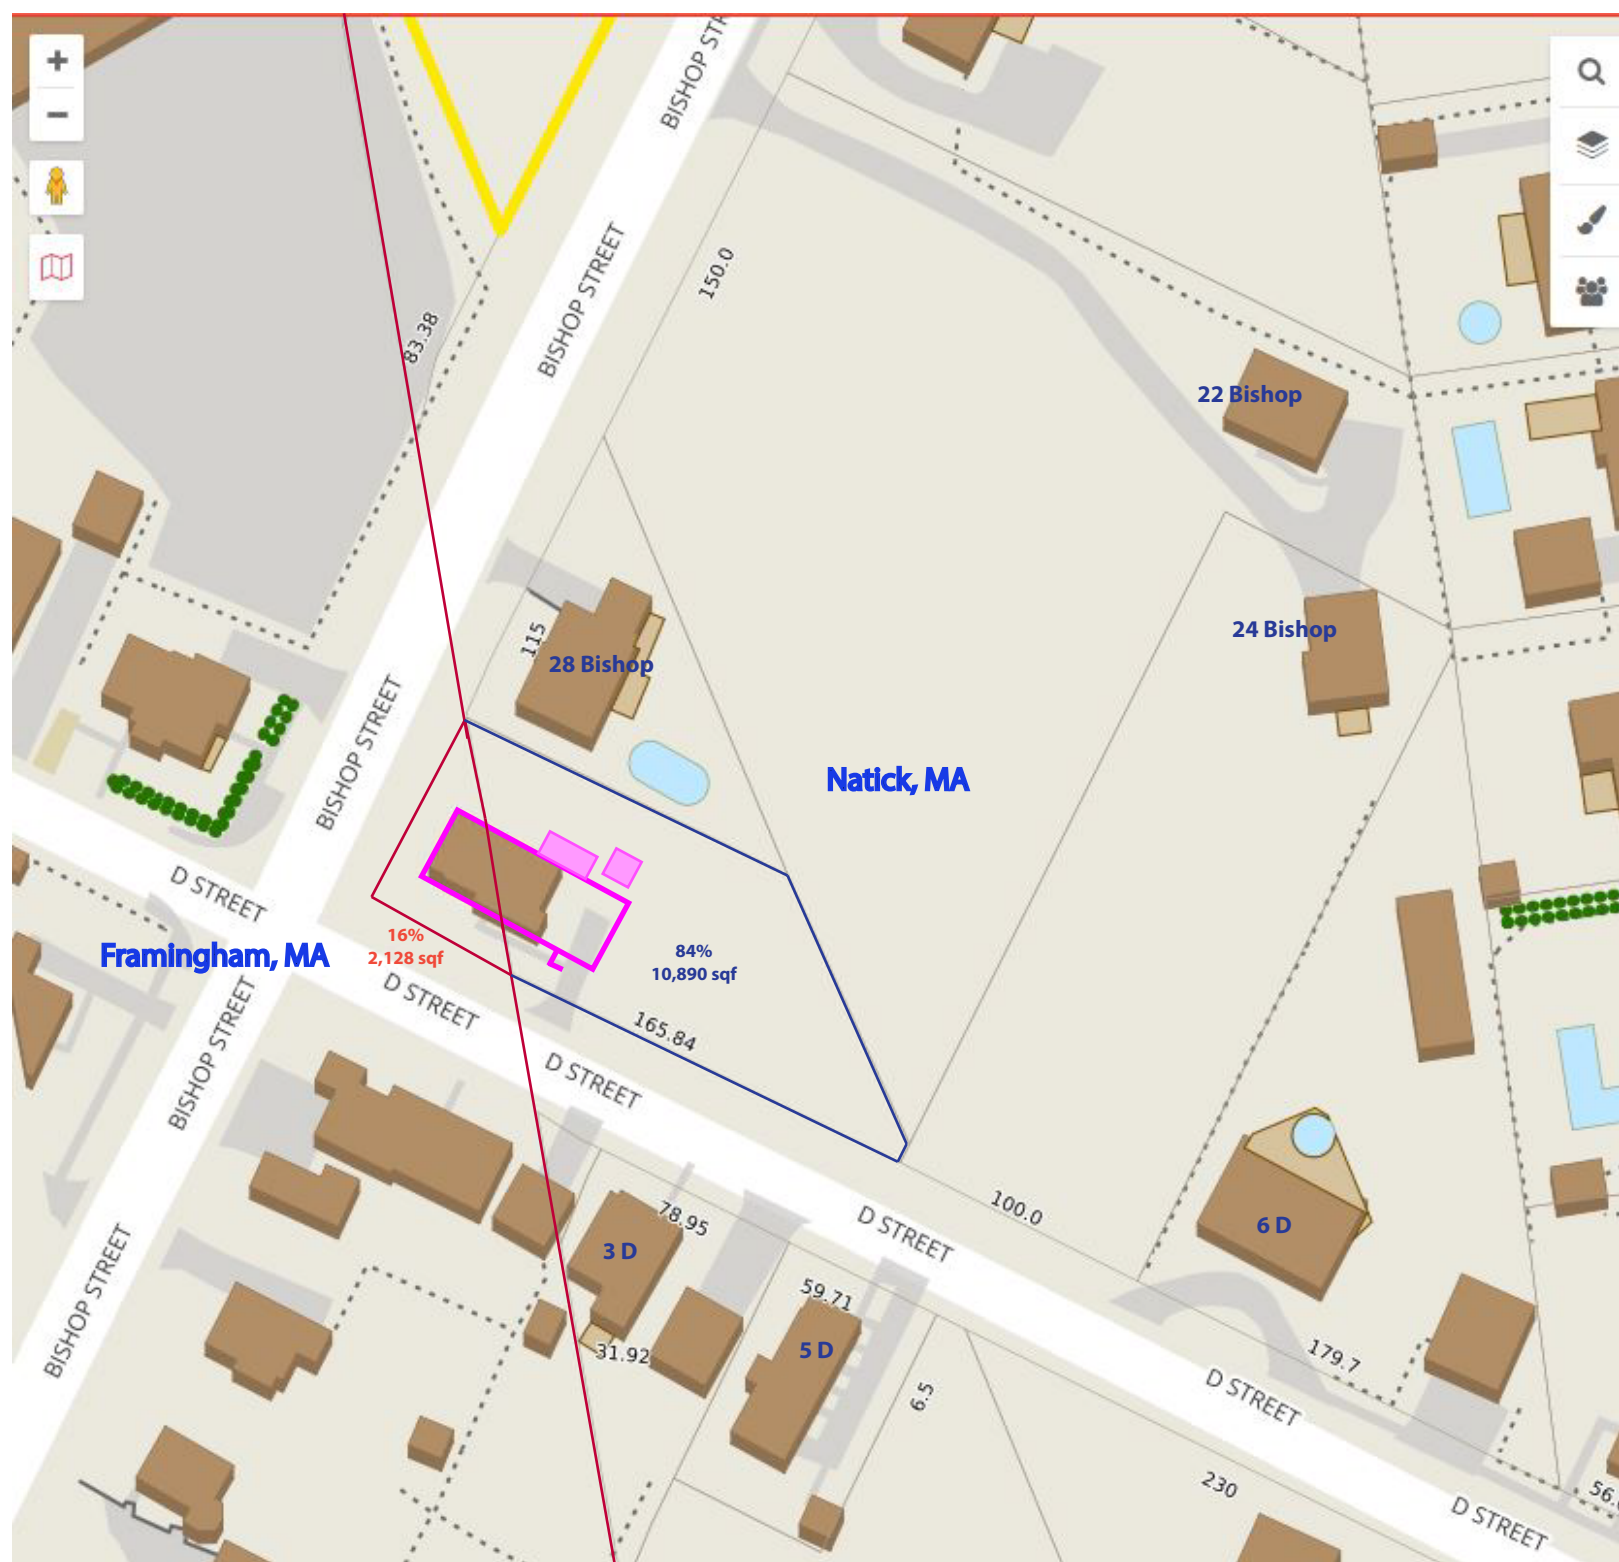 BISHOP STR
BISHOP STREET
150.0
83.38
22 Bishop
24 Bishop
115
28 Bishop
BISHOP STREET
Natick, MA
D STREET
Framingham, MA
16%
2,128 sqf
84%
10,890 sqf
D STREET
165.84
BISHOP STREET
D STREET
100.0
78.95
D STREET
6 D
3 D
59.71
BISHOP STREET
31.92
5 D
179.7
6.5
D STREET
230
56.
D STREET